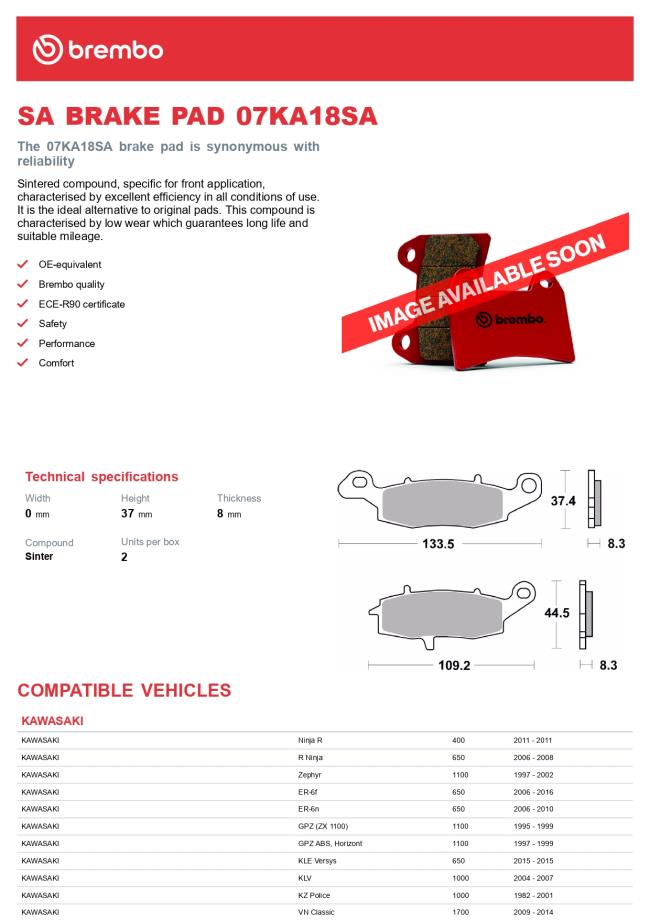 brembo
SA BRAKE PAD 07KA18SA
The 07KA18SA brake pad is synonymous with
reliability
Sintered compound, specific for front application,
characterised by excellent efficiency in all conditions of use.
It is the ideal alternative to original pads. This compound is
characterised by low wear which guarantees long life and
suitable mileage.
OE-equivalent
Brembo quality
ECE-R90 certificate
Safety
Performance
Comfort
IMAGE AVAILABLE SOON
brembo
Technical specifications
Width Height Thickness
0 mm 37 mm 8 mm
Compound Units per box
Sinter 2
37.4
133.5 8.3
44.5
109.2 8.3
COMPATIBLE VEHICLES
KAWASAKI
KAWASAKI Ninja R 400 2011 - 2011
KAWASAKI R Ninja 650 2006 - 2008
KAWASAKI Zephyr 1100 1997 - 2002
KAWASAKI ER-6f 650 2006 - 2016
KAWASAKI ER-6n 650 2006 - 2010
KAWASAKI GPZ (ZX 1100) 1100 1995 - 1999
KAWASAKI GPZ ABS, Horizont 1100 1997 - 1999
KAWASAKI KLE Versys 650 2015 - 2015
KAWASAKI KLV 1000 2004 - 2007
KAWASAKI KZ Police 1000 1982 - 2001
KAWASAKI VN Classic 1700 2009 - 2014